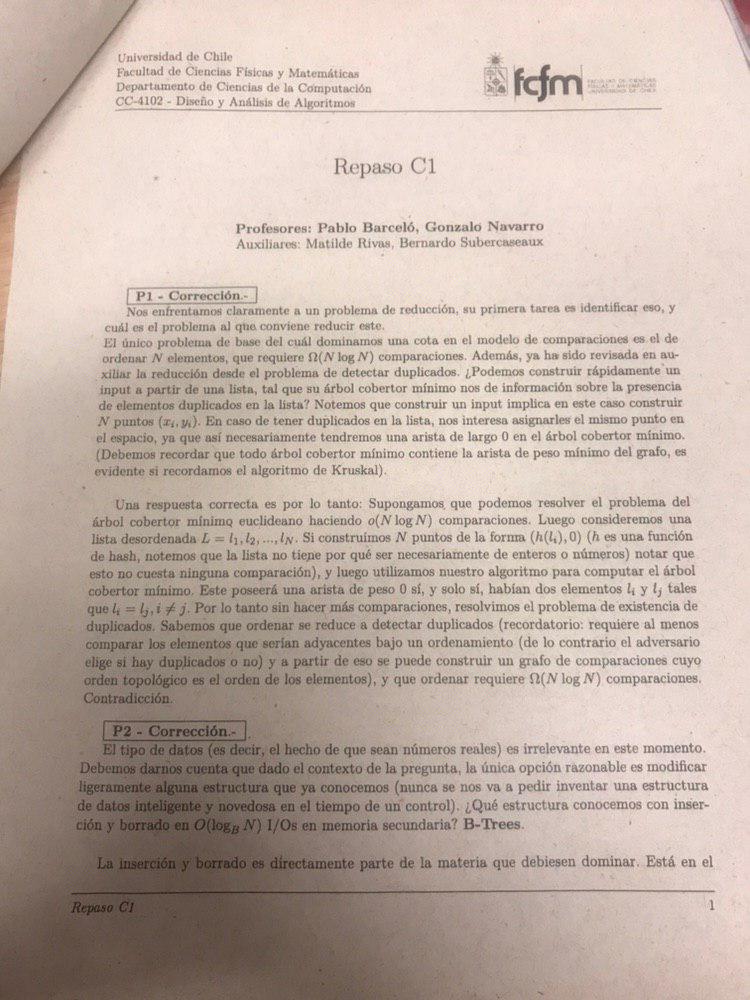 Universidad de Chile
Facultad de Ciencias Físicas y Matemáticas
Departamento de Ciencias de la Computación
CC-4102 - Diseño y Análisis de Algoritmos
fcfm
FACULTAD DE CIENCIAS
FÍSICAS Y MATEMÁTICAS
UNIVERSIDAD DE CHILE
Repaso C1
Profesores: Pablo Barceló, Gonzalo Navarro
Auxiliares: Matilde Rivas, Bernardo Subercaseaux
P1 - Corrección.-
Nos enfrentamos claramente a un problema de reducción, su primera tarea es identificar eso, y
cuál es el problema al que conviene reducir este.
El único problema de base del cuál dominamos una cota en el modelo de comparaciones es el de
ordenar N elementos, que requiere Ω(N log N) comparaciones. Además, ya ha sido revisada en au-
xiliar la reducción desde el problema de detectar duplicados. ¿Podemos construir rápidamente un
input a partir de una lista, tal que su árbol cobertor mínimo nos de información sobre la presencia
de elementos duplicados en la lista? Notemos que construir un input implica en este caso construir
N puntos (xᵢ, yᵢ). En caso de tener duplicados en la lista, nos interesa asignarles el mismo punto en
el espacio, ya que así necesariamente tendremos una arista de largo 0 en el árbol cobertor mínimo.
(Debemos recordar que todo árbol cobertor mínimo contiene la arista de peso mínimo del grafo, es
evidente si recordamos el algoritmo de Kruskal).
Una respuesta correcta es por lo tanto: Supongamos que podemos resolver el problema del
árbol cobertor mínimo euclideano haciendo o(N log N) comparaciones. Luego consideremos una
lista desordenada L = l₁, l₂, ..., l_N. Si construímos N puntos de la forma (h(lᵢ), 0) (h es una función
de hash, notemos que la lista no tiene por qué ser necesariamente de enteros o números) notar que
esto no cuesta ninguna comparación), y luego utilizamos nuestro algoritmo para computar el árbol
cobertor mínimo. Este poseerá una arista de peso 0 sí, y solo sí, habían dos elementos lᵢ y lⱼ tales
que lᵢ = lⱼ, i ≠ j. Por lo tanto sin hacer más comparaciones, resolvimos el problema de existencia de
duplicados. Sabemos que ordenar se reduce a detectar duplicados (recordatorio: requiere al menos
comparar los elementos que serían adyacentes bajo un ordenamiento (de lo contrario el adversario
elige si hay duplicados o no) y a partir de eso se puede construir un grafo de comparaciones cuyo
orden topológico es el orden de los elementos), y que ordenar requiere Ω(N log N) comparaciones.
Contradicción.
P2 - Corrección.-
El tipo de datos (es decir, el hecho de que sean números reales) es irrelevante en este momento.
Debemos darnos cuenta que dado el contexto de la pregunta, la única opción razonable es modificar
ligeramente alguna estructura que ya conocemos (nunca se nos va a pedir inventar una estructura
de datos inteligente y novedosa en el tiempo de un control). ¿Qué estructura conocemos con inser-
ción y borrado en O(log_B N) I/Os en memoria secundaria? B-Trees.
La inserción y borrado es directamente parte de la materia que debiesen dominar. Está en el
Repaso C1
1